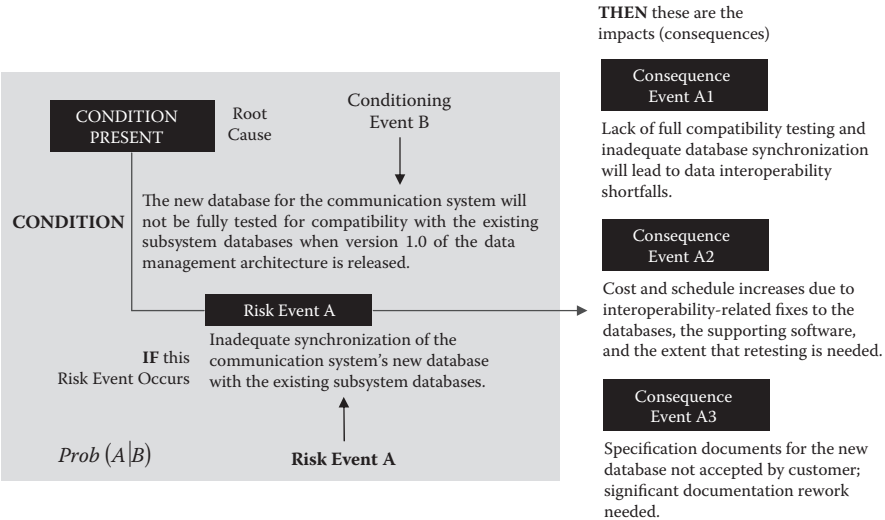 THEN these are the
impacts (consequences)
CONDITION
PRESENT
Root
Cause
Conditioning
Event B
CONDITION
The new database for the communication system will
not be fully tested for compatibility with the existing
subsystem databases when version 1.0 of the data
management architecture is released.
Risk Event A
IF this
Risk Event Occurs
Inadequate synchronization of the
communication system's new database
with the existing subsystem databases.
Prob (A|B)
Risk Event A
Consequence
Event A1
Lack of full compatibility testing and
inadequate database synchronization
will lead to data interoperability
shortfalls.
Consequence
Event A2
Cost and schedule increases due to
interoperability-related fixes to the
databases, the supporting software,
and the extent that retesting is needed.
Consequence
Event A3
Specification documents for the new
database not accepted by customer;
significant documentation rework
needed.